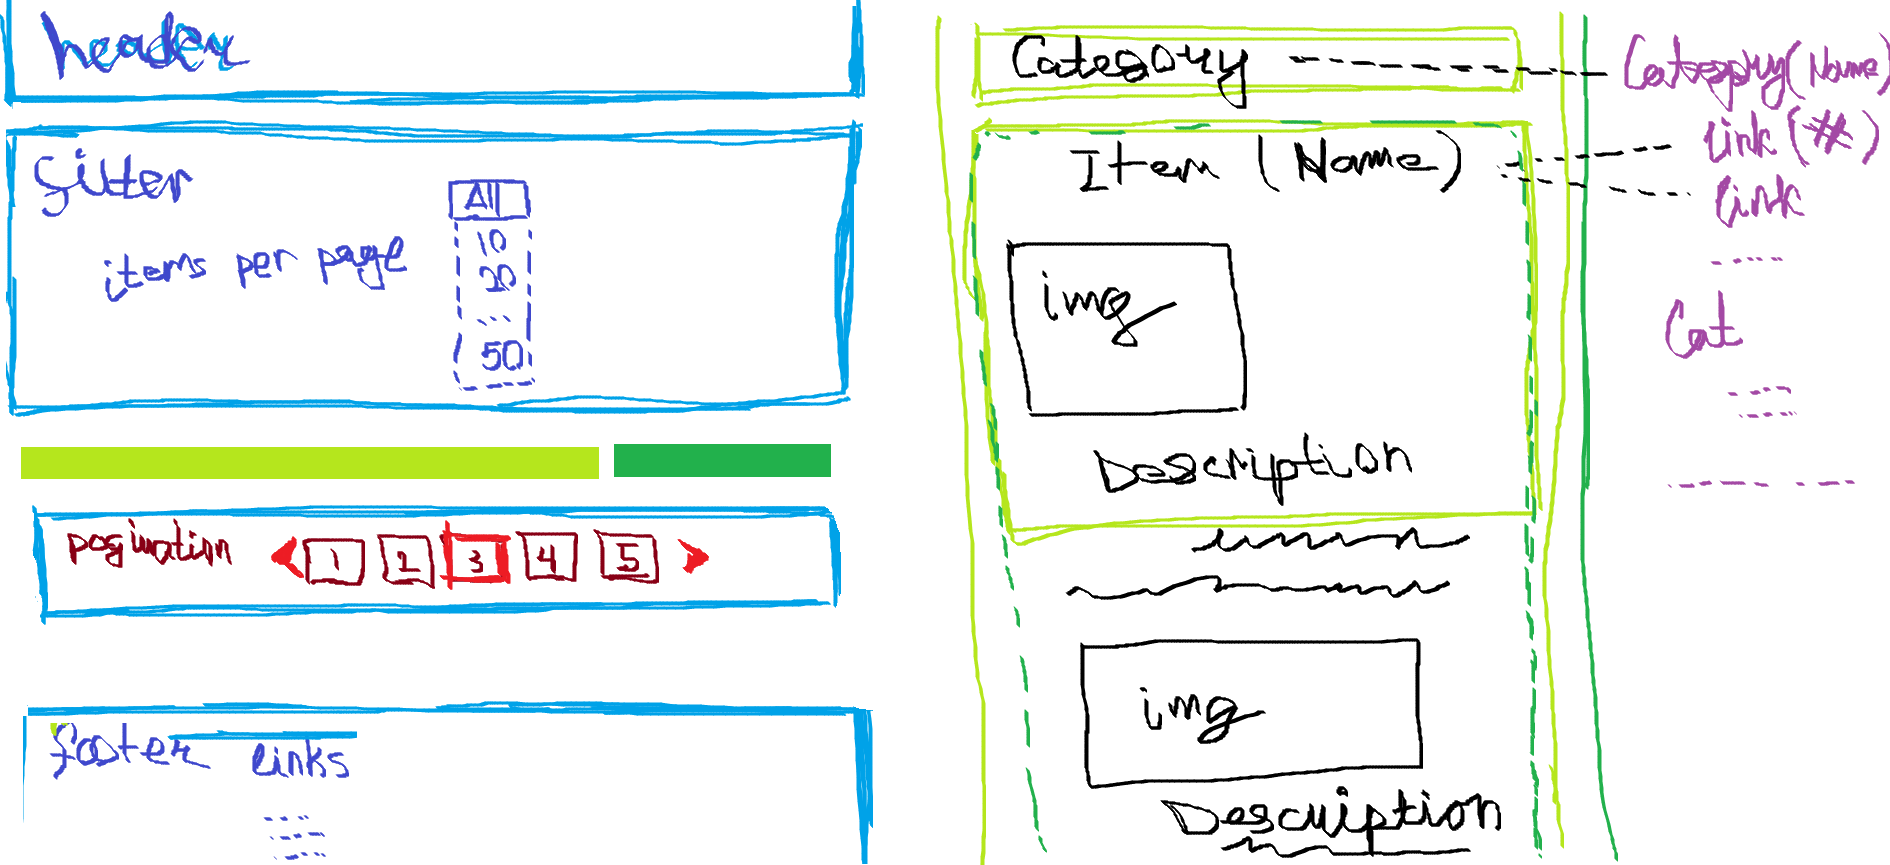 header
filter
All
items per page
10
20
...
50
pagination 1 2 3 4 5
footer links
Category
Item (Name)
img
Description
img
Description
Category(Name)
link (#)
link
Cat